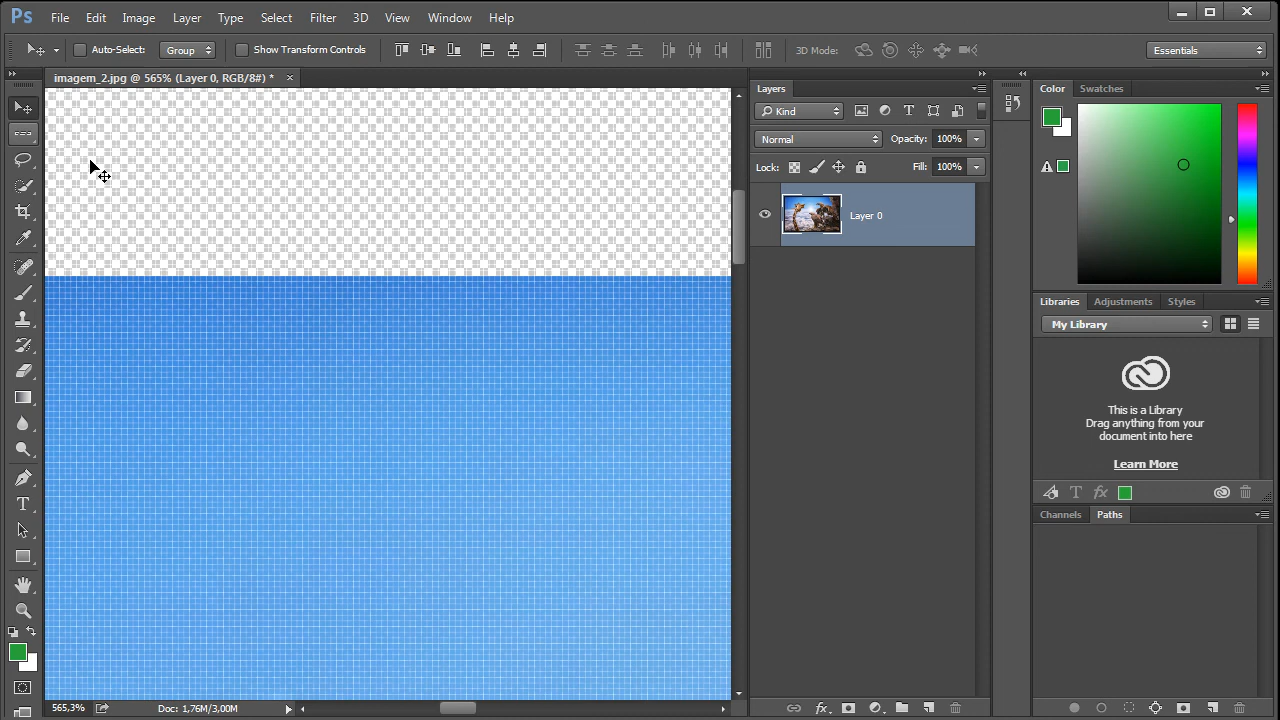 Ps File Edit Image Layer Type Select Filter 3D View Window Help
Auto-Select: Group Show Transform Controls 3D Mode: Essentials
imagem_2.jpg @ 565% (Layer 0, RGB/8#) *
Layers
Kind
Normal Opacity: 100%
Lock: Fill: 100%
Layer 0
Color Swatches
Libraries Adjustments Styles
My Library
This is a Library
Drag anything from your
document into here
Learn More
Channels Paths
565,3% Doc: 1,76M/3,00M